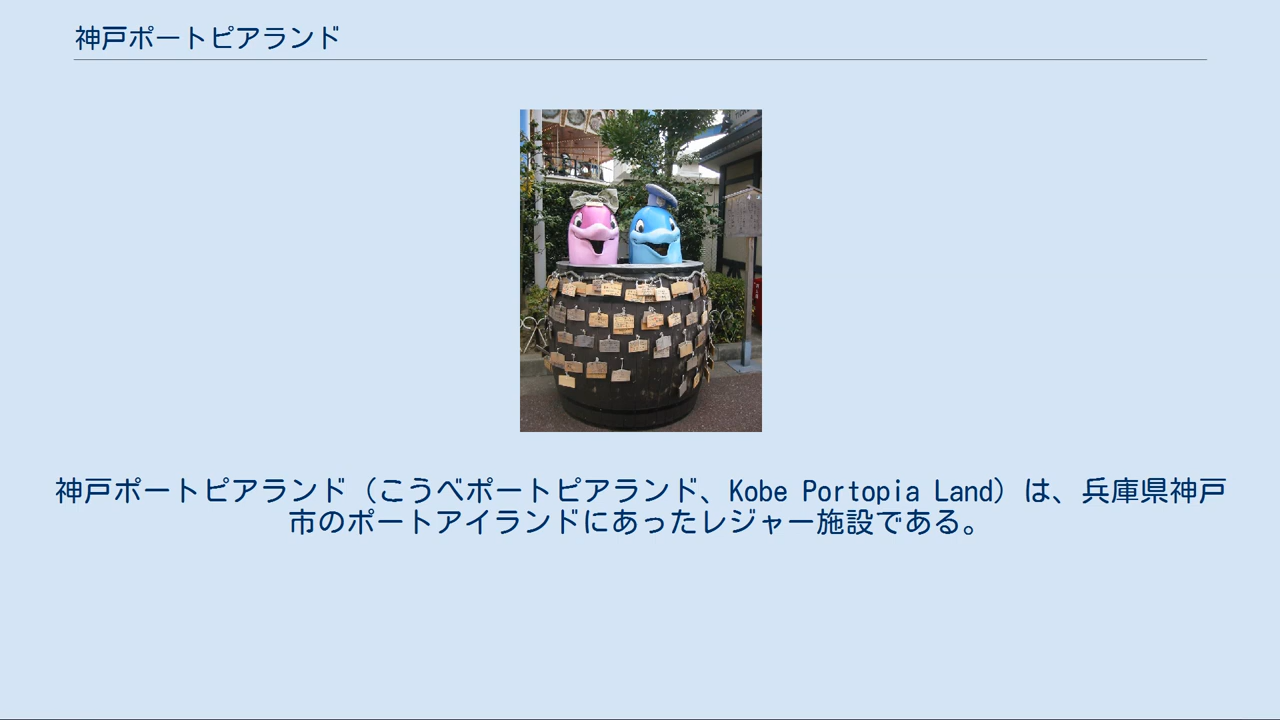 神戸ポートピアランド
神戸ポートピアランド（こうべポートピアランド、Kobe Portopia Land）は、兵庫県神戸
市のポートアイランドにあったレジャー施設である。